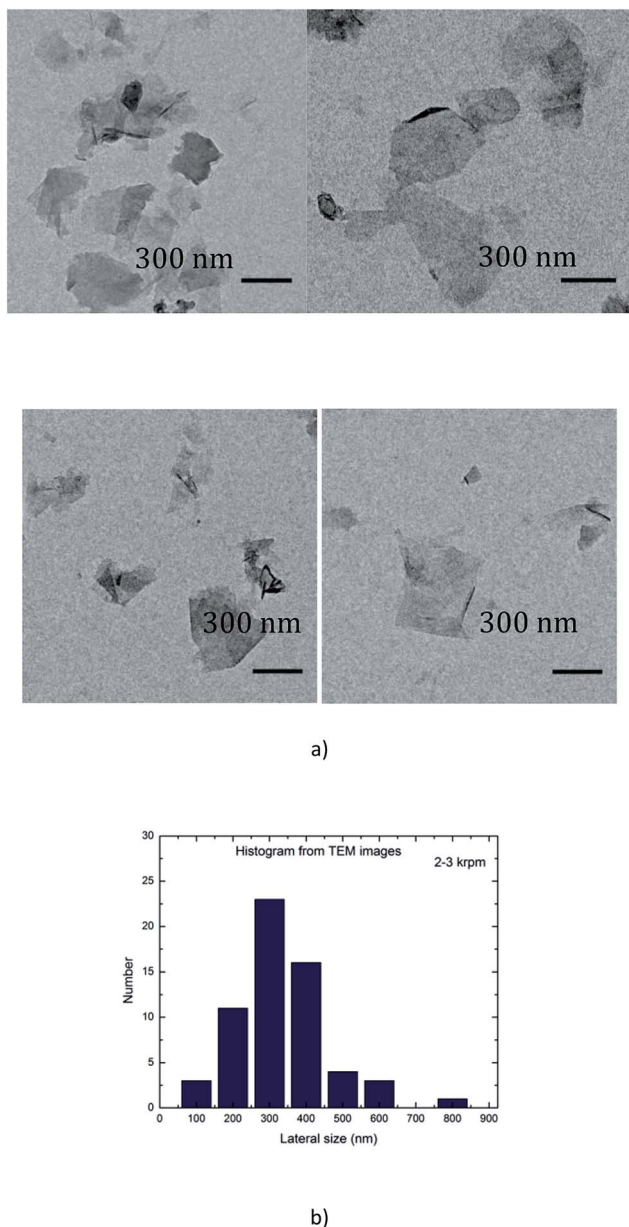 300 nm
300 nm
300 nm
300 nm
a)
Histogram from TEM images
2-3 krpm
30
25
20
15
10
5
0
Number
0 100 200 300 400 500 600 700 800 900
Lateral size (nm)
b)